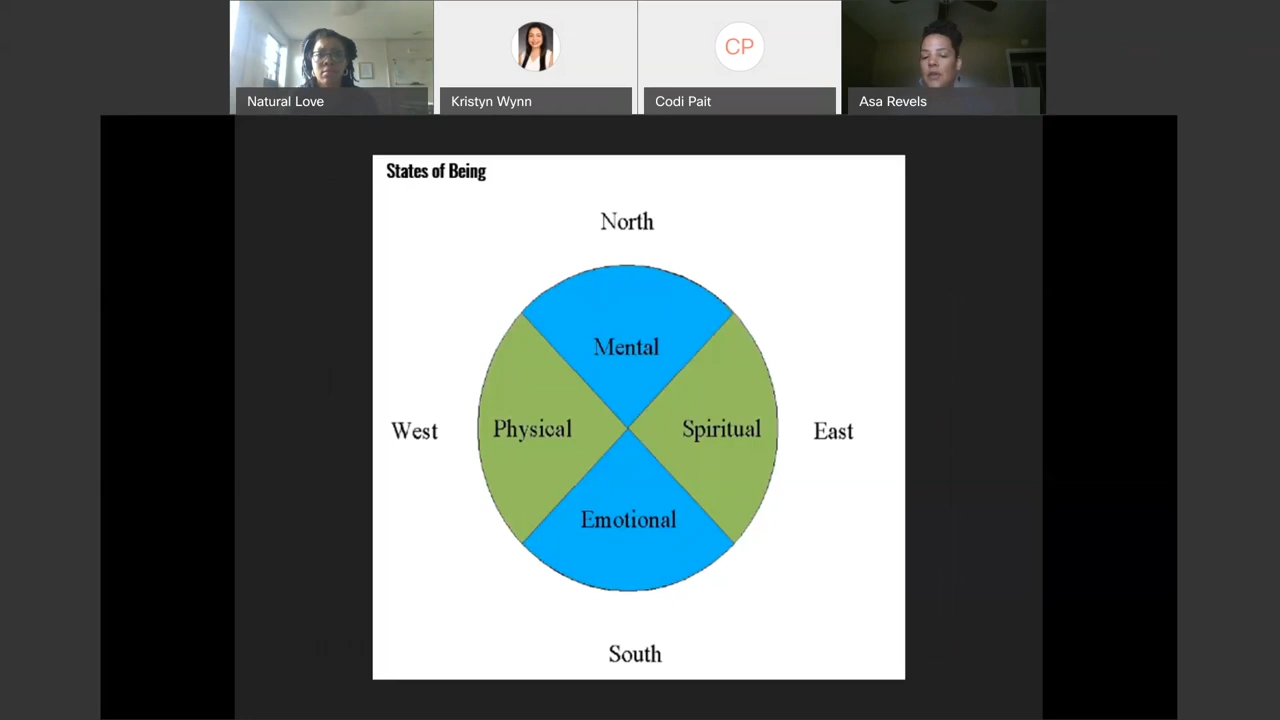 CP
Natural Love
Kristyn Wynn
Codi Pait
Asa Revels
States of Being
North
Mental
West
Physical
Spiritual
East
Emotional
South